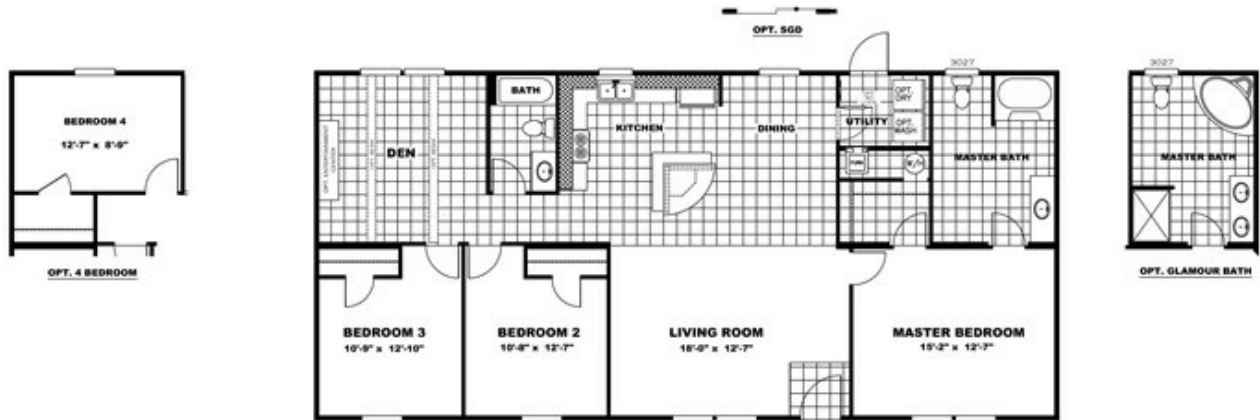 OPT. SGD
BEDROOM 4
12'-7" x 8'-9"
OPT. 4 BEDROOM
OPT. ENTERTAINMENT
CENTER
DEN
BATH
KITCHEN
DINING
UTILITY
OPT.
DRY
OPT.
WASH
FURN
W/H
3027
MASTER BATH
3027
MASTER BATH
OPT. GLAMOUR BATH
BEDROOM 3
10'-9" x 12'-10"
BEDROOM 2
10'-8" x 12'-7"
LIVING ROOM
18'-0" x 12'-7"
MASTER BEDROOM
15'-2" x 12'-7"